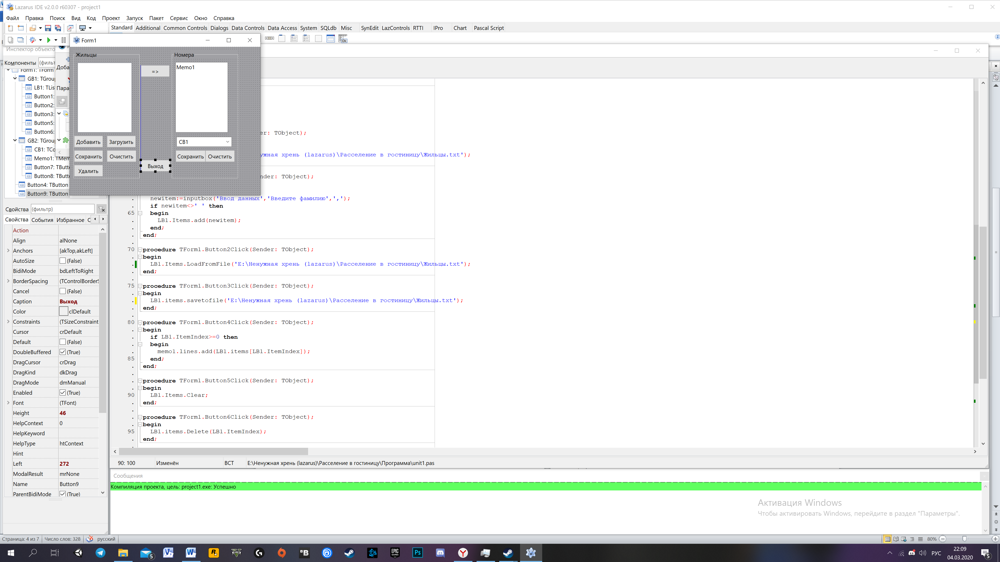 Lazarus IDE v2.0.0 r60307 - project1
Файл Правка Поиск Вид Код Проект Запуск Пакет Сервис Окно Справка
Standard Additional Common Controls Dialogs Data Controls Data Access System SQLdb Misc SynEdit LazControls RTTI IPro Chart Pascal Script
Ok
Инспектор объекто
Компоненты (фильт
Form1: TForm
GB1: TGrou
LB1: TLis
Button1:
Button2:
Button3:
Button5:
Button6:
GB2: TGrou
CB1: TCo
Memo1: TMem
Button7: TButt
Button8: TButt
Button4: TButton
Button9: TButton
Доба
Пара
Form1
Жильцы
Номера
=>
Memo1
CB1
Добавить Загрузить
Сохранить Очистить
Сохранить Очистить
Выход
Удалить
er: TObject);
ужная хрень (lazarus)\Расселение в гостиницу\Жильцы.txt');
nder: TObject);
newitem:=inputbox('Ввод данных','Введите фамилию',',');
if newitem<>' ' then
65 begin
LB1.Items.add(newitem);
end;
end;
70 procedure TForm1.Button2Click(Sender: TObject);
begin
LB1.Items.LoadFromFile('E:\Ненужная хрень (lazarus)\Расселение в гостиницу\Жильцы.txt');
end;
75 procedure TForm1.Button3Click(Sender: TObject);
begin
LB1.items.savetofile('E:\Ненужная хрень (lazarus)\Расселение в гостиницу\Жильцы.txt');
end;
80 procedure TForm1.Button4Click(Sender: TObject);
begin
if LB1.ItemIndex>=0 then
begin
memo1.lines.add(LB1.items[LB1.ItemIndex]);
85 end;
end;
procedure TForm1.Button5Click(Sender: TObject);
begin
90 LB1.Items.Clear;
end;
procedure TForm1.Button6Click(Sender: TObject);
begin
95 LB1.items.Delete(LB1.ItemIndex);
end;
Свойства (фильтр)
Свойства События Избранное С
Action
Align alNone
Anchors [akTop,akLeft]
AutoSize (False)
BidiMode bdLeftToRight
BorderSpacing (TControlBorderS
Cancel (False)
Caption Выход
Color clDefault
Constraints (TSizeConstraint
Cursor crDefault
Default (False)
DoubleBuffered (True)
DragCursor crDrag
DragKind dkDrag
DragMode dmManual
Enabled (True)
Font (TFont)
Height 46
HelpContext 0
HelpKeyword
HelpType htContext
Hint
Left 272
ModalResult mrNone
Name Button9
ParentBidiMode (True)
90: 100 Изменён ВСТ E:\Ненужная хрень (lazarus)\Расселение в гостиницу\Программа\unit1.pas
Сообщения
Компиляция проекта, цель: project1.exe: Успешно
Активация Windows
Чтобы активировать Windows, перейдите в раздел "Параметры".
Страница: 4 из 7 Число слов: 328 русский 80%
5 EPIC GAMES Ps РУС 22:09
04.03.2020 5